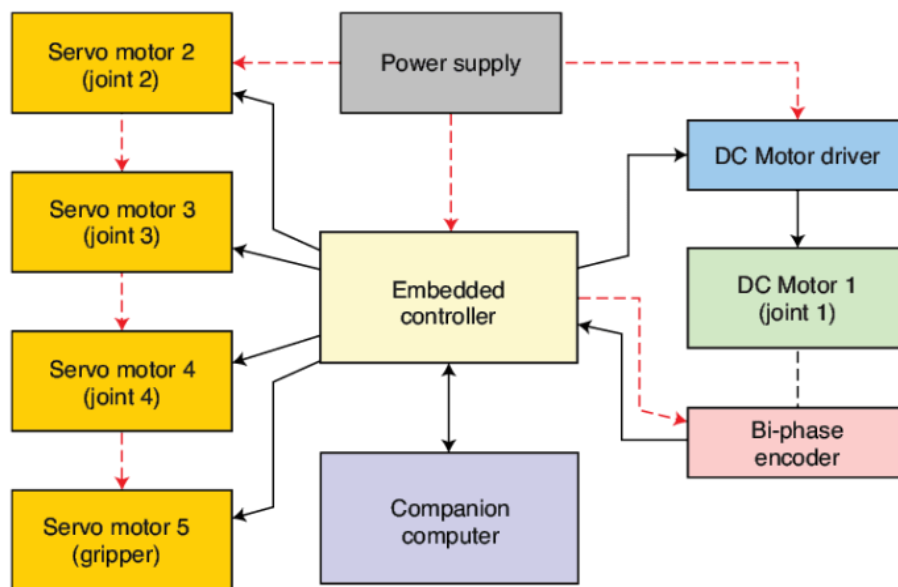 Servo motor 2
(joint 2)
Power supply
DC Motor driver
Servo motor 3
(joint 3)
Embedded
controller
DC Motor 1
(joint 1)
Servo motor 4
(joint 4)
Bi-phase
encoder
Servo motor 5
(gripper)
Companion
computer